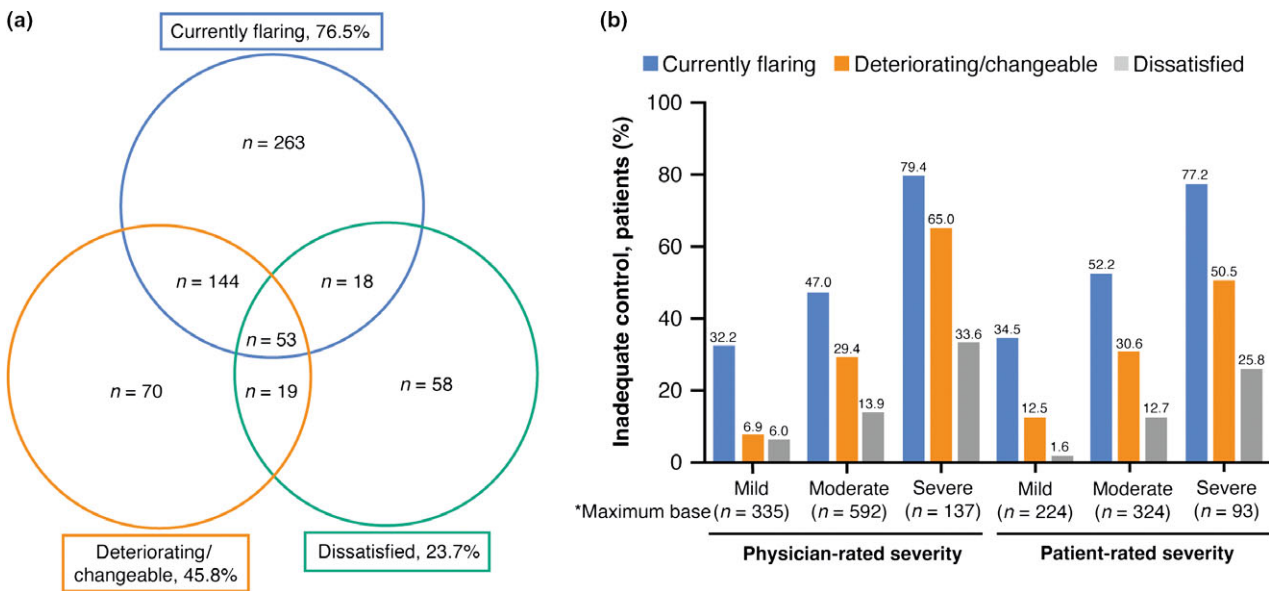 (a)
Currently flaring, 76.5%
n = 263
n = 144
n = 18
n = 53
n = 70
n = 19
n = 58
Deteriorating/
changeable, 45.8%
Dissatisfied, 23.7%
(b)
Currently flaring Deteriorating/changeable Dissatisfied
Inadequate control, patients (%)
100
80
60
40
20
0
32.2 6.9 6.0
47.0 29.4 13.9
79.4 65.0 33.6
34.5 12.5 1.6
52.2 30.6 12.7
77.2 50.5 25.8
Mild Moderate Severe Mild Moderate Severe
*Maximum base (n = 335) (n = 592) (n = 137) (n = 224) (n = 324) (n = 93)
Physician-rated severity Patient-rated severity